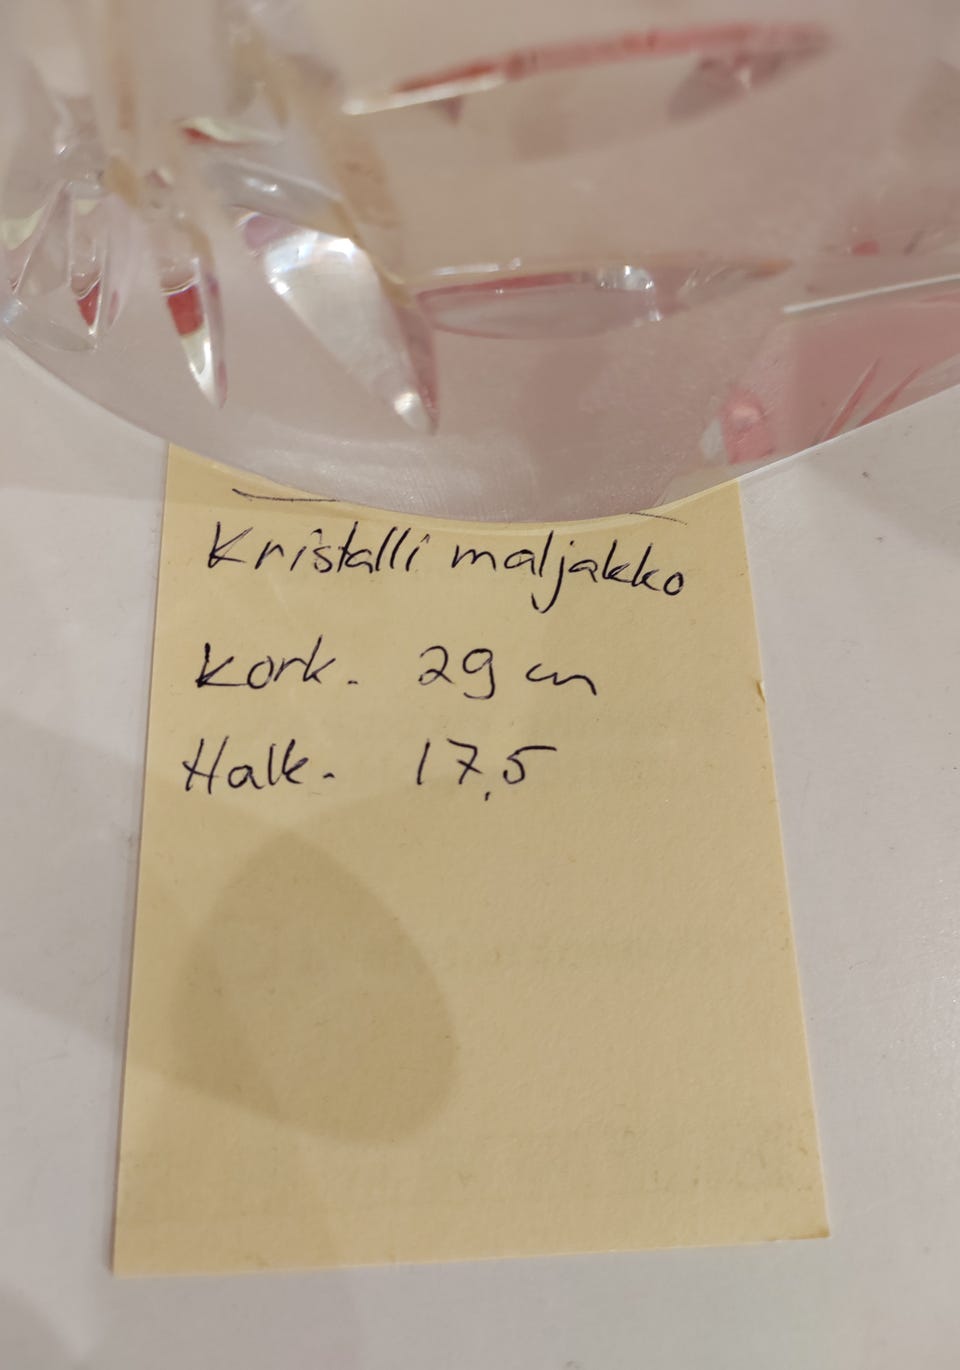 Kristalli maljakko
Kork. 29 cm
Halk. 17,5